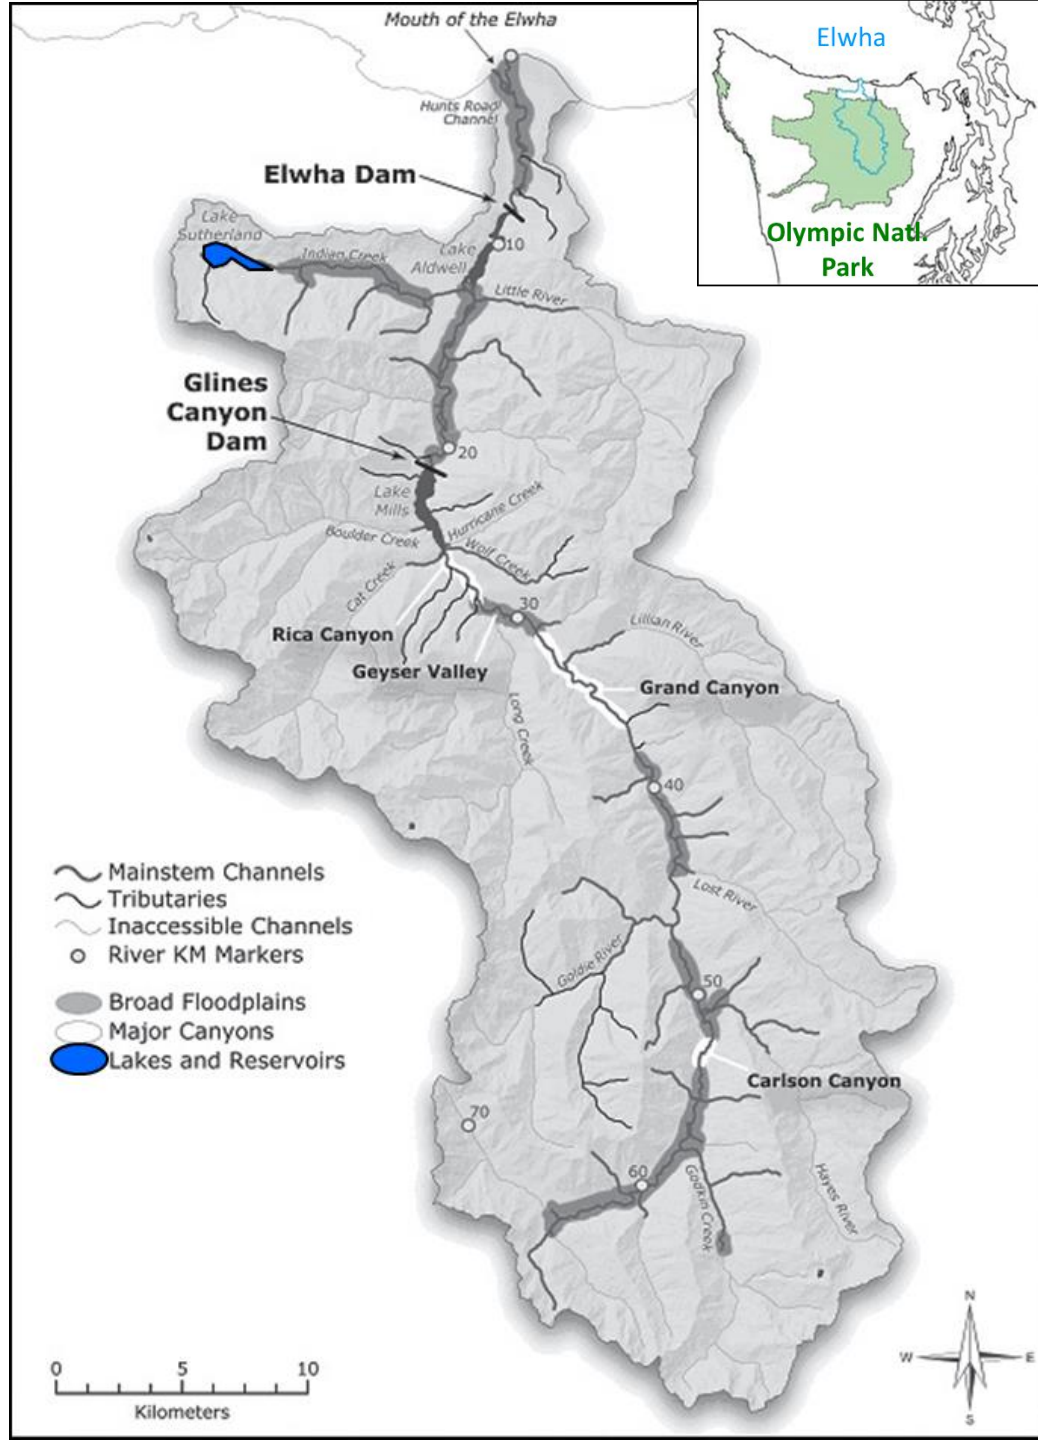 Mouth of the Elwha
Elwha
Hunts Road
Channel
Elwha Dam
Olympic Natl.
Park
Lake
Sutherland
10
Lake
Aldwell
Indian Creek
Little River
Glines
Canyon
Dam
20
Lake
Mills
Hurricane Creek
Boulder Creek
Wolf Creek
Cat Creek
30
Rica Canyon
Lillian River
Geyser Valley
Grand Canyon
Long Creek
40
Mainstem Channels
Tributaries
Inaccessible Channels
River KM Markers
Lost River
Goldie River
50
Broad Floodplains
Major Canyons
Lakes and Reservoirs
Carlson Canyon
70
60
Godkin Creek
Hayes River
N
W
E
S
0 5 10
Kilometers